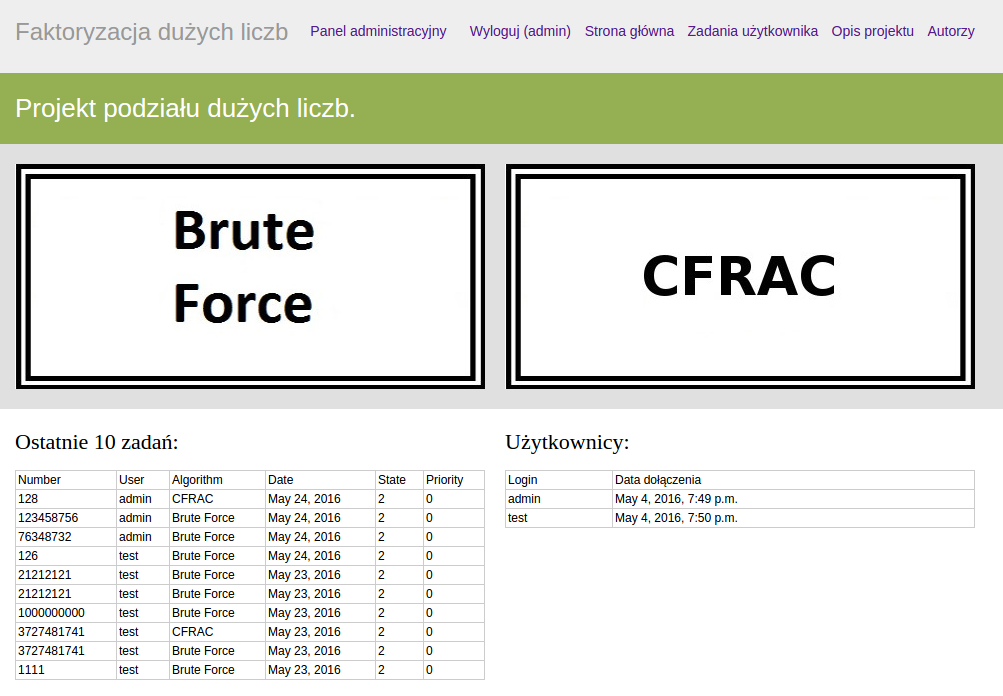 Faktoryzacja dużych liczb Panel administracyjny Wyloguj (admin) Strona główna Zadania użytkownika Opis projektu Autorzy
Projekt podziału dużych liczb.
Brute
Force
CFRAC
Ostatnie 10 zadań:
Number User Algorithm Date State Priority
128 admin CFRAC May 24, 2016 2 0
123458756 admin Brute Force May 24, 2016 2 0
76348732 admin Brute Force May 24, 2016 2 0
126 test Brute Force May 24, 2016 2 0
21212121 test Brute Force May 23, 2016 2 0
21212121 test Brute Force May 23, 2016 2 0
1000000000 test Brute Force May 23, 2016 2 0
3727481741 test CFRAC May 23, 2016 2 0
3727481741 test Brute Force May 23, 2016 2 0
1111 test Brute Force May 23, 2016 2 0
Użytkownicy:
Login Data dołączenia
admin May 4, 2016, 7:49 p.m.
test May 4, 2016, 7:50 p.m.